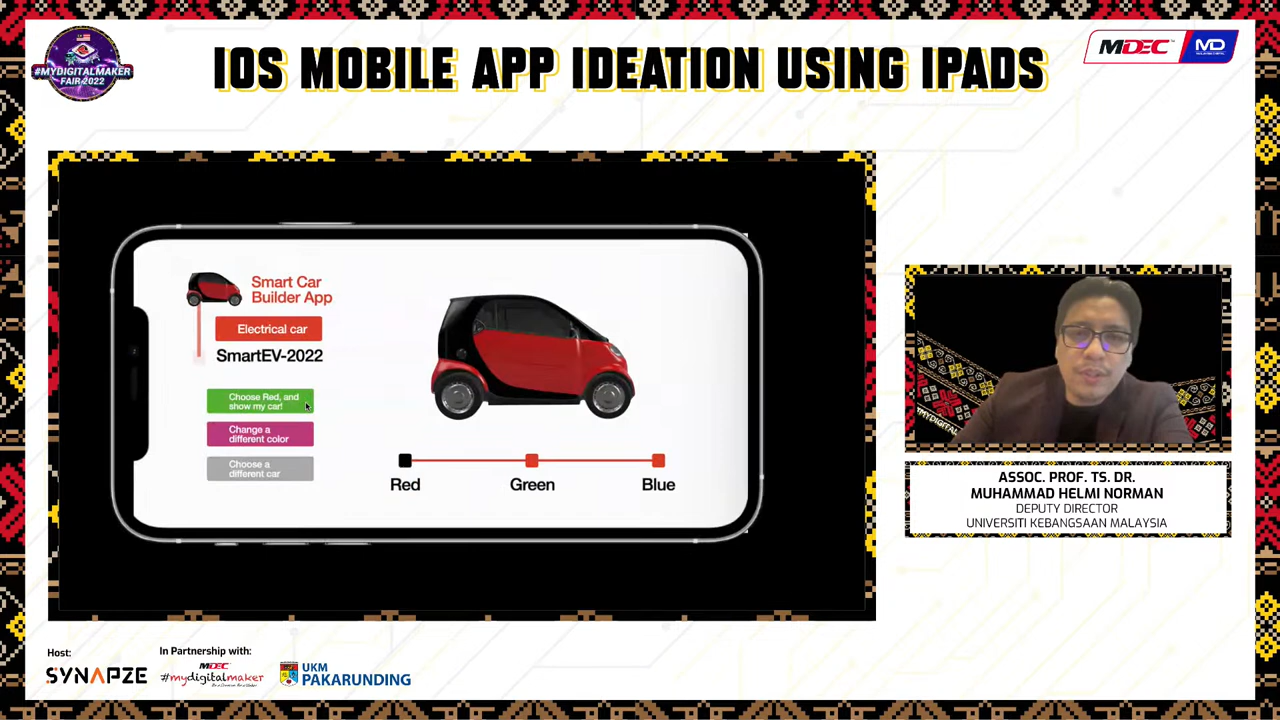 #MYDIGITALMAKER
FAIR 2022
IOS MOBILE APP IDEATION USING IPADS
MDEC
MD
Smart Car
Builder App
Electrical car
SmartEV-2022
Choose Red, and
show my car!
Change a
different color
Choose a
different car
Red
Green
Blue
#MYDIGITAL
ASSOC. PROF. TS. DR.
MUHAMMAD HELMI NORMAN
DEPUTY DIRECTOR
UNIVERSITI KEBANGSAAN MALAYSIA
Host:
SYNAPZE
In Partnership with:
MDEC
#mydigitalmaker
UKM
PAKARUNDING